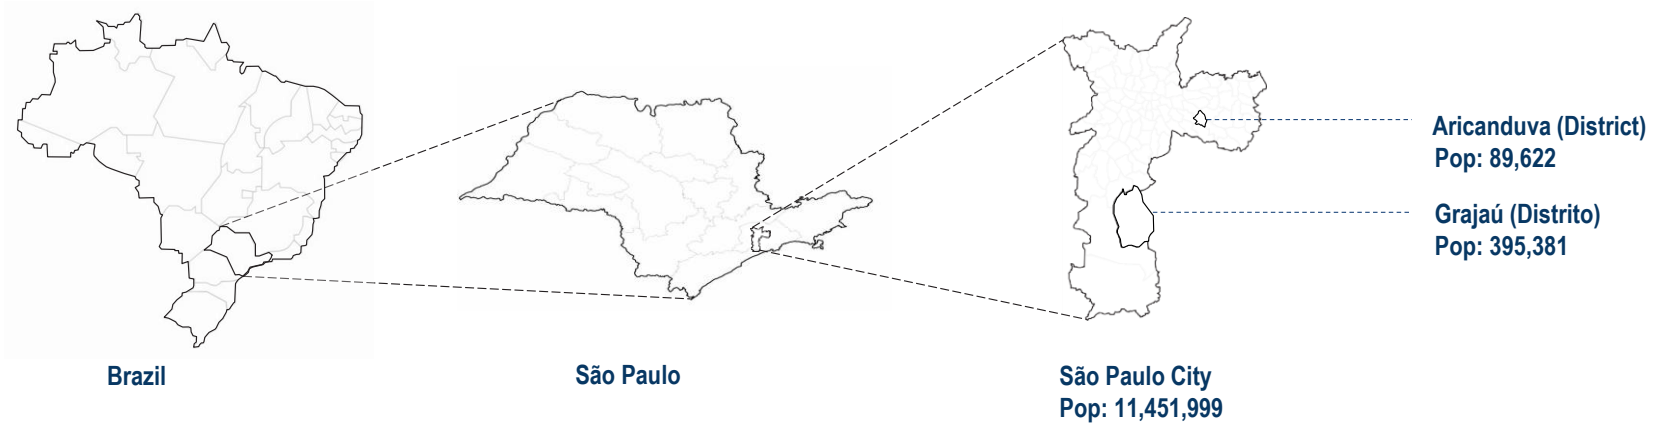 Aricanduva (District)
Pop: 89,622
Grajaú (Distrito)
Pop: 395,381
Brazil
São Paulo
São Paulo City
Pop: 11,451,999